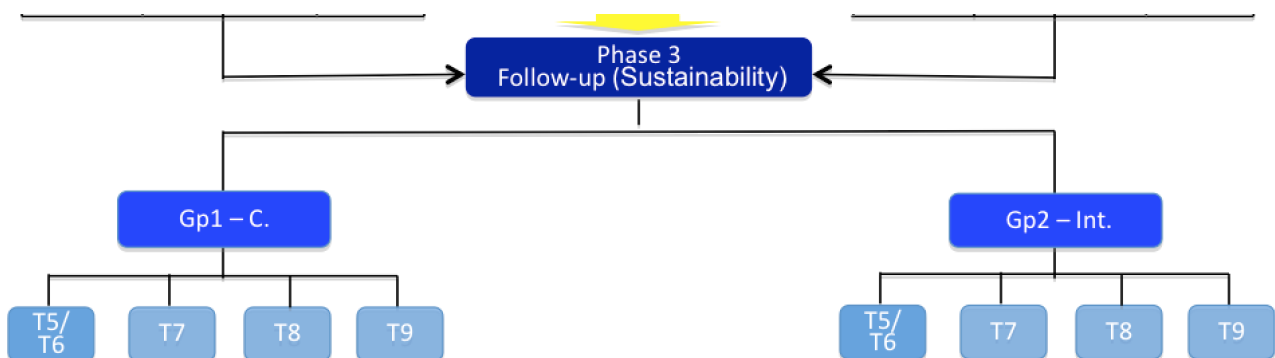 Phase 3
Follow-up (Sustainability)
Gp1 – C.
Gp2 – Int.
T5/
T6
T7
T8
T9
T5/
T6
T7
T8
T9